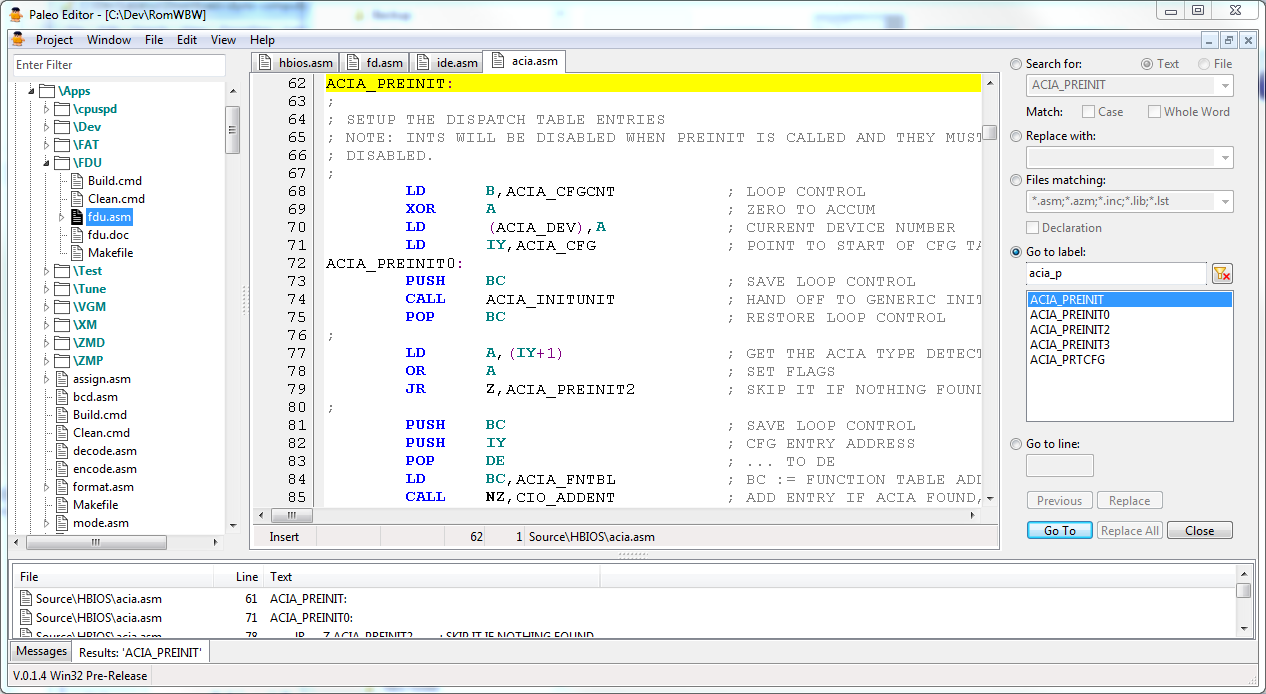 Paleo Editor - [C:\Dev\RomWBW]
Project Window File Edit View Help
Enter Filter
\Apps
\cpuspd
\Dev
\FAT
\FDU
Build.cmd
Clean.cmd
fdu.asm
fdu.doc
Makefile
\Test
\Tune
\VGM
\XM
\ZMD
\ZMP
assign.asm
bcd.asm
Build.cmd
Clean.cmd
decode.asm
encode.asm
format.asm
Makefile
mode.asm
hbios.asm fd.asm ide.asm acia.asm
62 ACIA_PREINIT:
63 ;
64 ; SETUP THE DISPATCH TABLE ENTRIES
65 ; NOTE: INTS WILL BE DISABLED WHEN PREINIT IS CALLED AND THEY MUST
66 ; DISABLED.
67 ;
68 LD B,ACIA_CFGCNT ; LOOP CONTROL
69 XOR A ; ZERO TO ACCUM
70 LD (ACIA_DEV),A ; CURRENT DEVICE NUMBER
71 LD IY,ACIA_CFG ; POINT TO START OF CFG TA
72 ACIA_PREINIT0:
73 PUSH BC ; SAVE LOOP CONTROL
74 CALL ACIA_INITUNIT ; HAND OFF TO GENERIC INIT
75 POP BC ; RESTORE LOOP CONTROL
76 ;
77 LD A,(IY+1) ; GET THE ACIA TYPE DETECT
78 OR A ; SET FLAGS
79 JR Z,ACIA_PREINIT2 ; SKIP IT IF NOTHING FOUND
80 ;
81 PUSH BC ; SAVE LOOP CONTROL
82 PUSH IY ; CFG ENTRY ADDRESS
83 POP DE ; ... TO DE
84 LD BC,ACIA_FNTBL ; BC := FUNCTION TABLE ADD
85 CALL NZ,CIO_ADDENT ; ADD ENTRY IF ACIA FOUND,
Insert 62 1 Source\HBIOS\acia.asm
Search for: Text File
ACIA_PREINIT
Match: Case Whole Word
Replace with:
Files matching:
*.asm;*.azm;*.inc;*.lib;*.lst
Declaration
Go to label:
acia_p
ACIA_PREINIT
ACIA_PREINIT0
ACIA_PREINIT2
ACIA_PREINIT3
ACIA_PRTCFG
Go to line:
Previous Replace
Go To Replace All Close
File Line Text
Source\HBIOS\acia.asm 61 ACIA_PREINIT:
Source\HBIOS\acia.asm 71 ACIA_PREINIT0:
Source\HBIOS\acia.asm 78 JR Z,ACIA_PREINIT2 ; SKIP IT IF NOTHING FOUND
Messages Results: 'ACIA_PREINIT'
V.0.1.4 Win32 Pre-Release